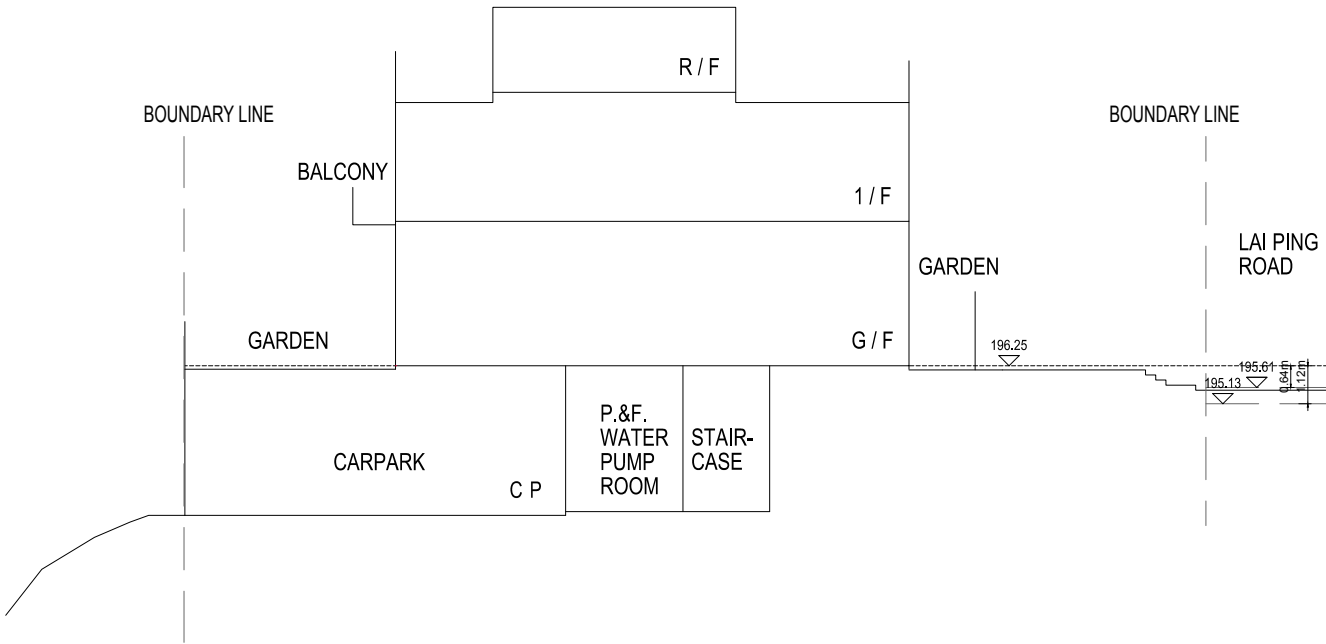 R / F
BOUNDARY LINE
BOUNDARY LINE
BALCONY
1 / F
LAI PING
ROAD
GARDEN
GARDEN
G / F
196.25
195.61
195.13
0.64m
1.12m
P.&F.
WATER
PUMP
ROOM
STAIR-
CASE
CARPARK
C P